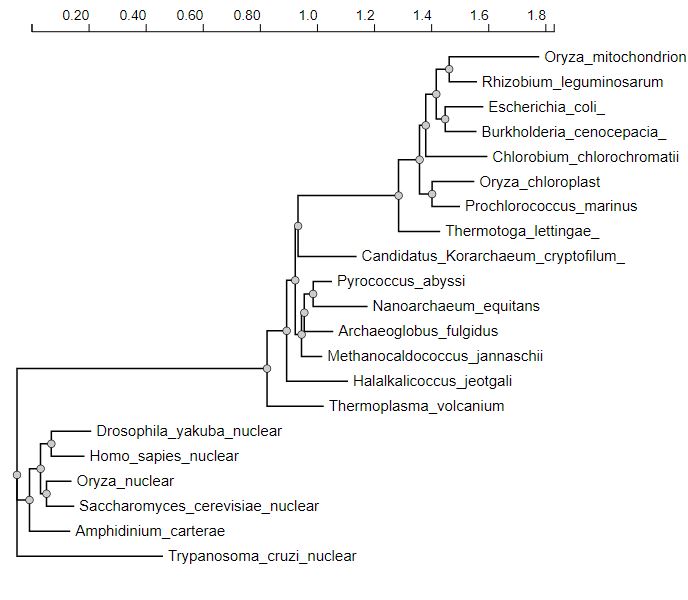 0.20 0.40 0.60 0.80 1.0 1.2 1.4 1.6 1.8
Oryza_mitochondrion
Rhizobium_leguminosarum
Escherichia_coli_
Burkholderia_cenocepacia_
Chlorobium_chlorochromatii
Oryza_chloroplast
Prochlorococcus_marinus
Thermotoga_lettingae_
Candidatus_Korarchaeum_cryptofilum_
Pyrococcus_abyssi
Nanoarchaeum_equitans
Archaeoglobus_fulgidus
Methanocaldococcus_jannaschii
Halalkalicoccus_jeotgali
Thermoplasma_volcanium
Drosophila_yakuba_nuclear
Homo_sapies_nuclear
Oryza_nuclear
Saccharomyces_cerevisiae_nuclear
Amphidinium_carterae
Trypanosoma_cruzi_nuclear